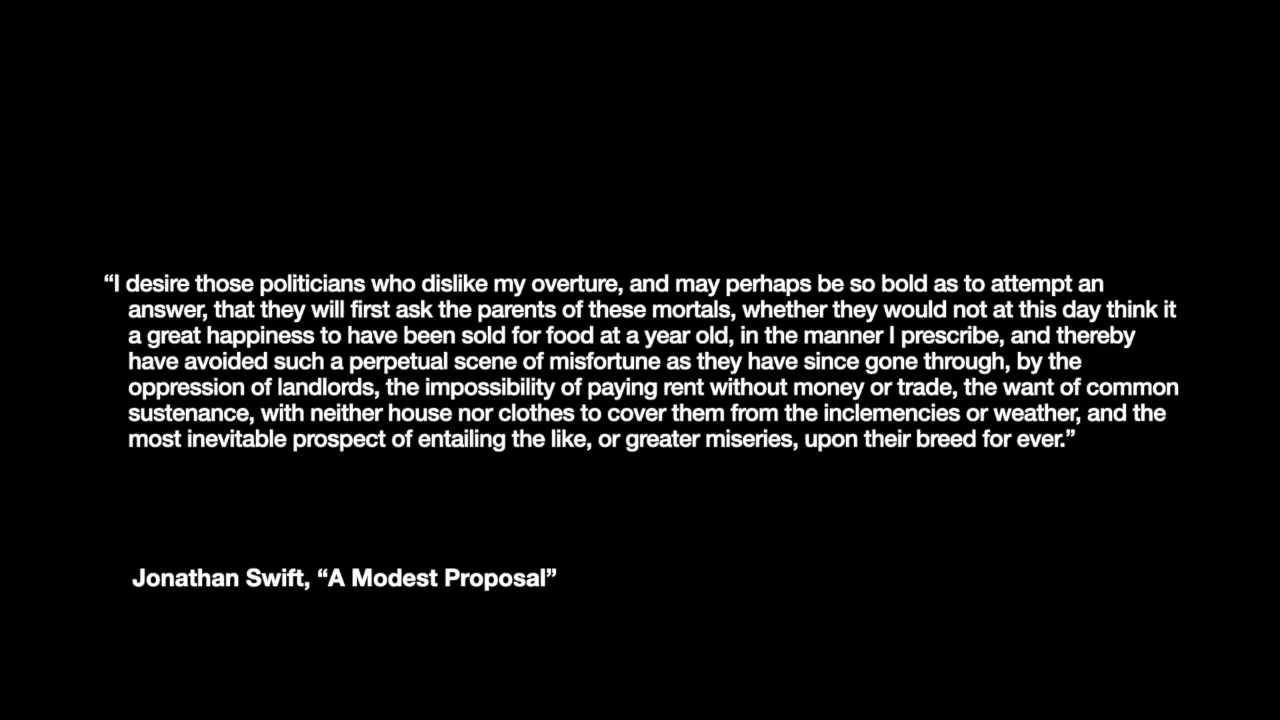 “I desire those politicians who dislike my overture, and may perhaps be so bold as to attempt an
answer, that they will first ask the parents of these mortals, whether they would not at this day think it
a great happiness to have been sold for food at a year old, in the manner I prescribe, and thereby
have avoided such a perpetual scene of misfortune as they have since gone through, by the
oppression of landlords, the impossibility of paying rent without money or trade, the want of common
sustenance, with neither house nor clothes to cover them from the inclemencies or weather, and the
most inevitable prospect of entailing the like, or greater miseries, upon their breed for ever.”
Jonathan Swift, “A Modest Proposal”